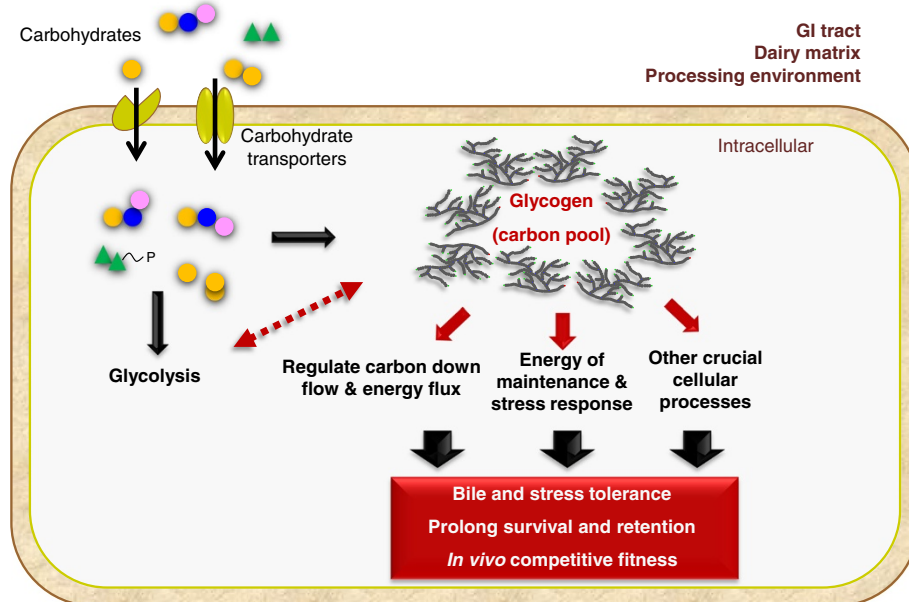 Carbohydrates
GI tract
Dairy matrix
Processing environment
Carbohydrate
transporters
Intracellular
Glycogen
(carbon pool)
P
Glycolysis
Regulate carbon down
flow & energy flux
Energy of
maintenance &
stress response
Other crucial
cellular
processes
Bile and stress tolerance
Prolong survival and retention
In vivo competitive fitness